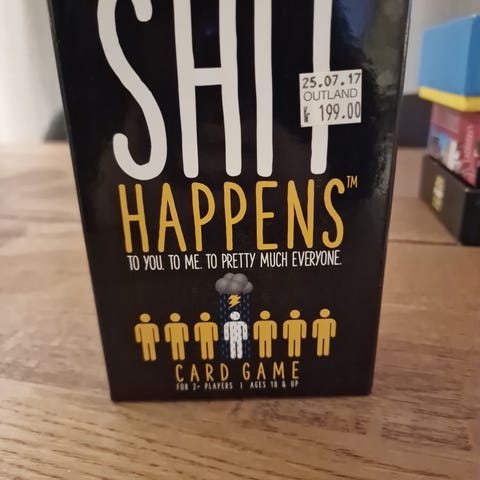 SHIT
25.07.17
OUTLAND
199.00
HAPPENS™
TO YOU. TO ME. TO PRETTY MUCH EVERYONE.
CARD GAME
FOR 2+ PLAYERS | AGES 18 & UP